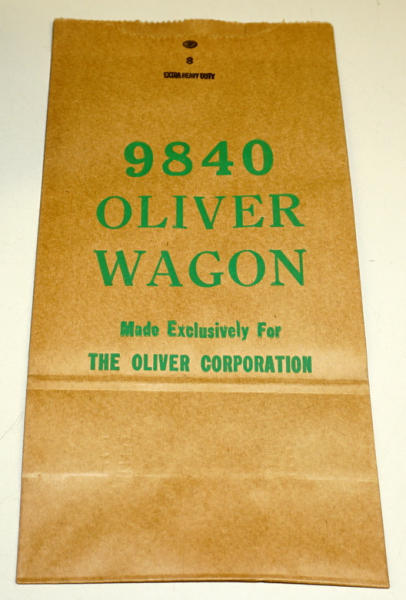 8
EXTRA HEAVY DUTY
9840
OLIVER
WAGON
Made Exclusively For
THE OLIVER CORPORATION